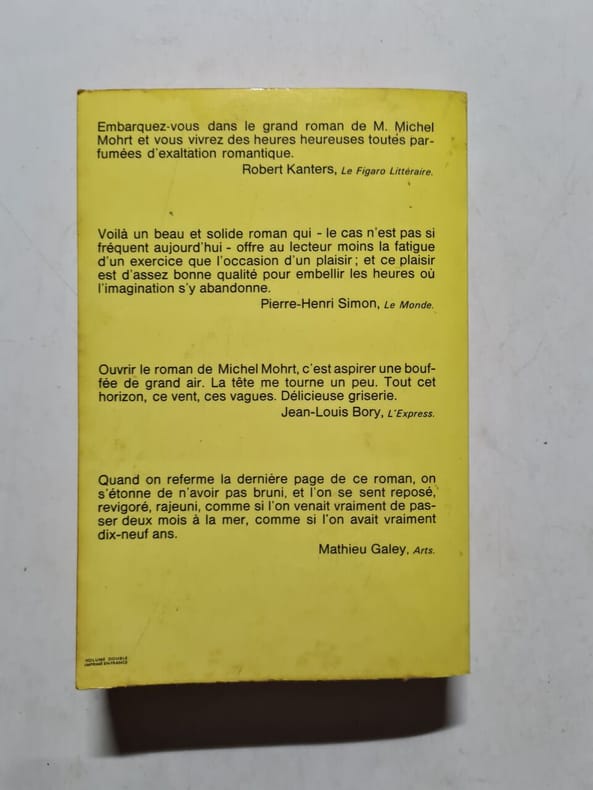 Embarquez-vous dans le grand roman de M. Michel
Mohrt et vous vivrez des heures heureuses toutes par-
fumées d'exaltation romantique.
Robert Kanters, Le Figaro Littéraire.
Voilà un beau et solide roman qui - le cas n'est pas si
fréquent aujourd'hui - offre au lecteur moins la fatigue
d'un exercice que l'occasion d'un plaisir ; et ce plaisir
est d'assez bonne qualité pour embellir les heures où
l'imagination s'y abandonne.
Pierre-Henri Simon, Le Monde.
Ouvrir le roman de Michel Mohrt, c'est aspirer une bouf-
fée de grand air. La tête me tourne un peu. Tout cet
horizon, ce vent, ces vagues. Délicieuse griserie.
Jean-Louis Bory, L'Express.
Quand on referme la dernière page de ce roman, on
s'étonne de n'avoir pas bruni, et l'on se sent reposé,
revigoré, rajeuni, comme si l'on venait vraiment de pas-
ser deux mois à la mer, comme si l'on avait vraiment
dix-neuf ans.
Mathieu Galey, Arts.
VOLUME DOUBLE
IMPRIMÉ EN FRANCE